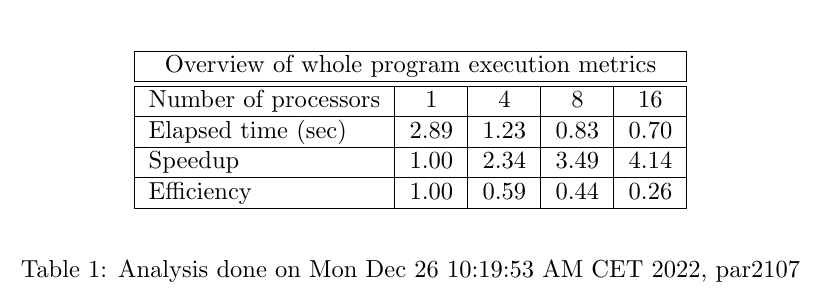 Overview of whole program execution metrics
Number of processors 1 4 8 16
Elapsed time (sec) 2.89 1.23 0.83 0.70
Speedup 1.00 2.34 3.49 4.14
Efficiency 1.00 0.59 0.44 0.26
Table 1: Analysis done on Mon Dec 26 10:19:53 AM CET 2022, par2107